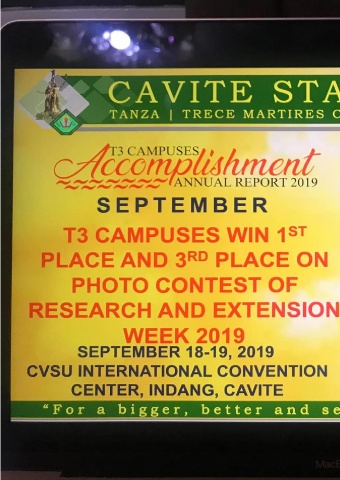 CAVITE STA
TANZA | TRECE MARTIRES C
T3 CAMPUSES
Accomplishment
ANNUAL REPORT 2019
SEPTEMBER
T3 CAMPUSES WIN 1ST
PLACE AND 3RD PLACE ON
PHOTO CONTEST OF
RESEARCH AND EXTENSION
WEEK 2019
SEPTEMBER 18-19, 2019
CVSU INTERNATIONAL CONVENTION
CENTER, INDANG, CAVITE
"For a bigger, better and se